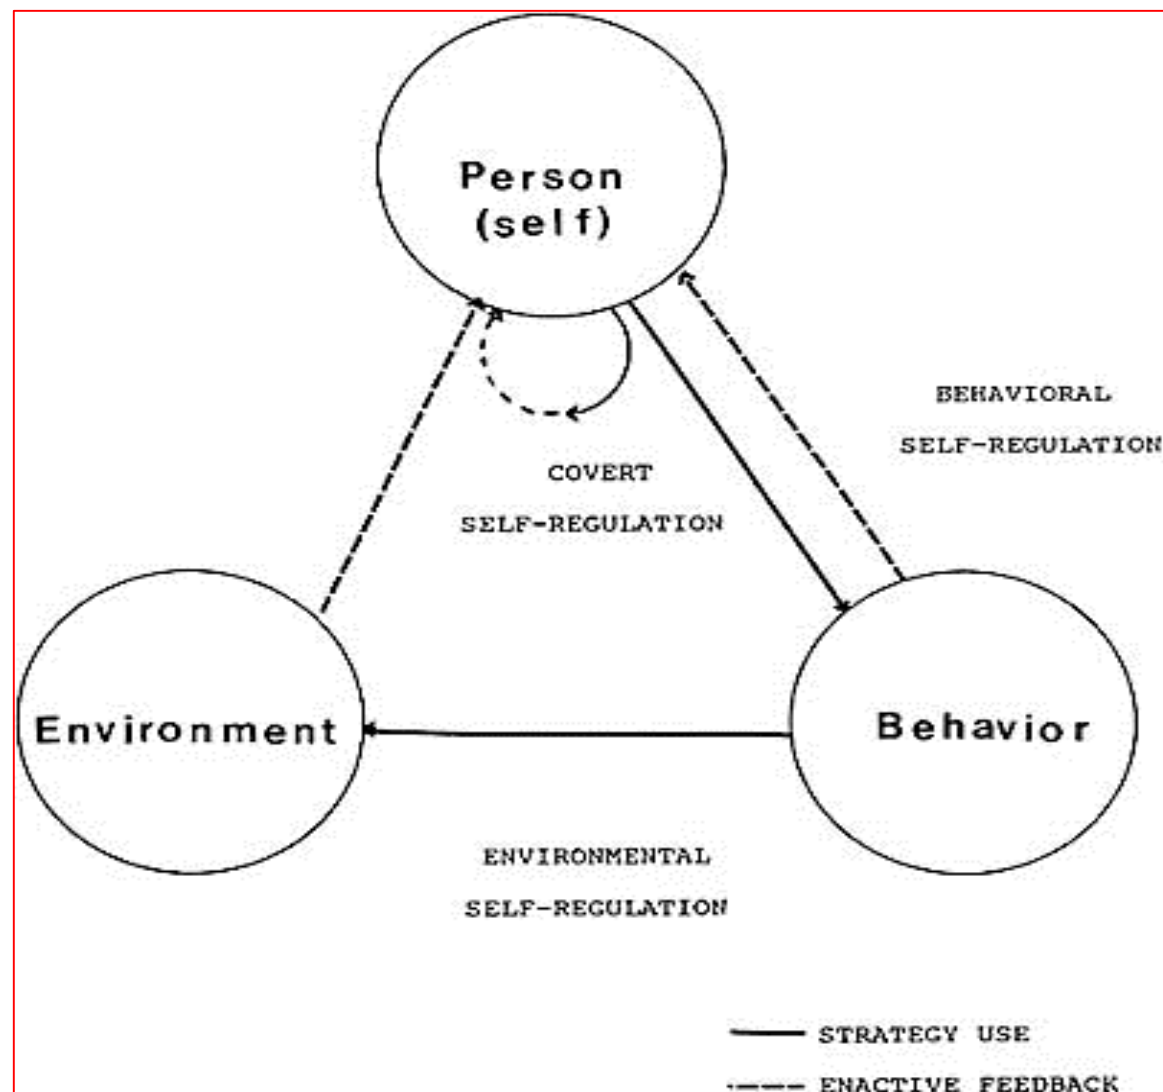 Person
(self)
BEHAVIORAL
SELF-REGULATION
COVERT
SELF-REGULATION
Environment
Behavior
ENVIRONMENTAL
SELF-REGULATION
STRATEGY USE
ENACTIVE FEEDBACK